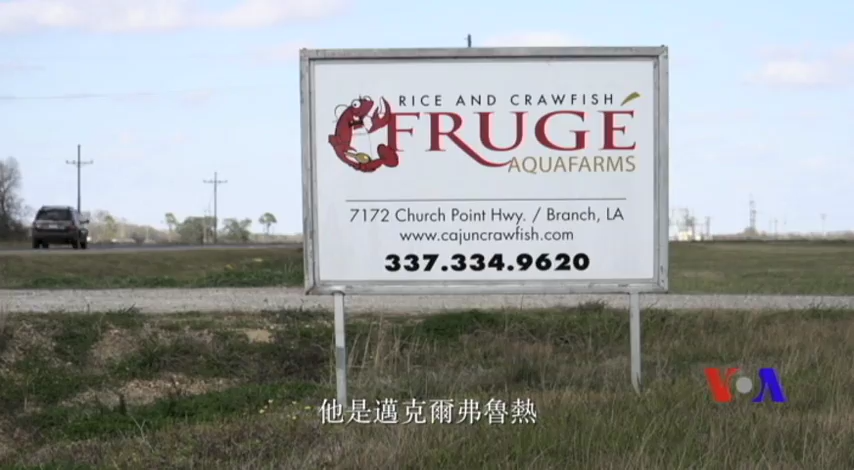 RICE AND CRAWFISH
FRUGÉ
AQUAFARMS
7172 Church Point Hwy. / Branch, LA
www.cajuncrawfish.com
337.334.9620
VOA
他是邁克爾弗魯熱